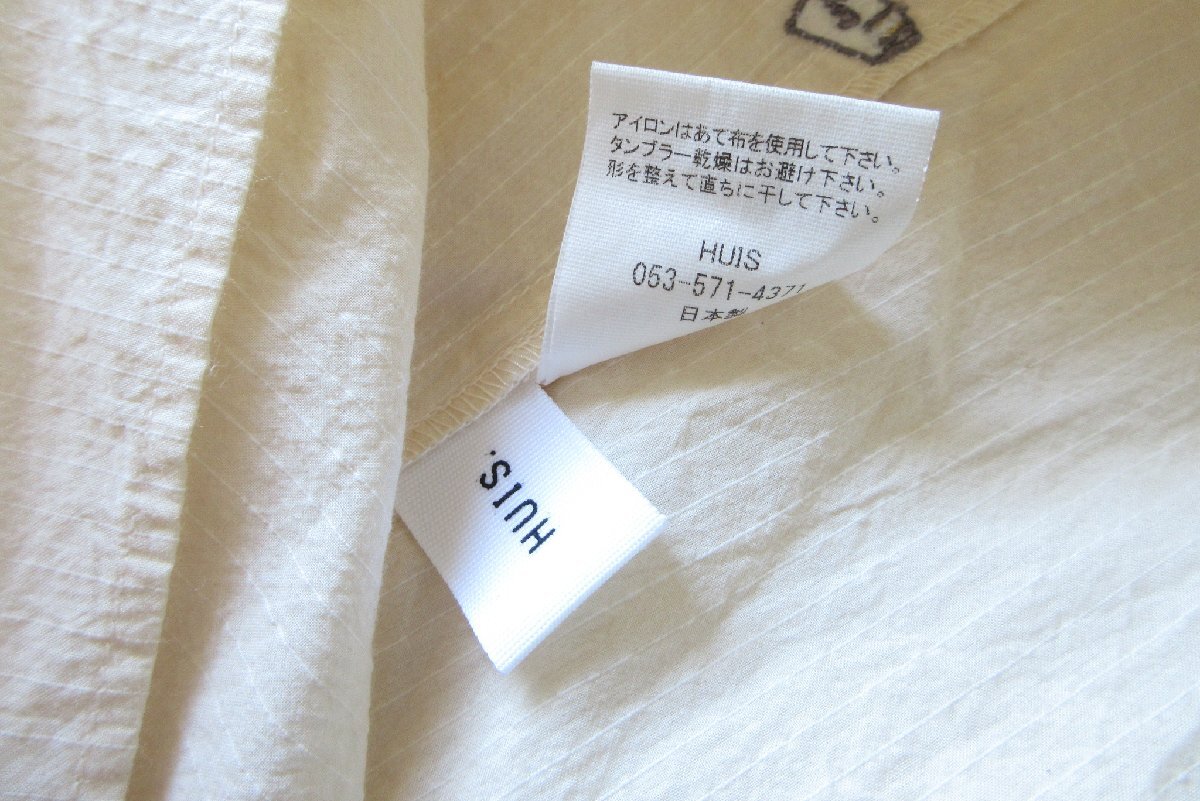 アイロンはあて布を使用して下さい。
タンブラー乾燥はお避け下さい。
形を整えて直ちに干して下さい。
HUIS
053-571-4371
日本製
HUIS.